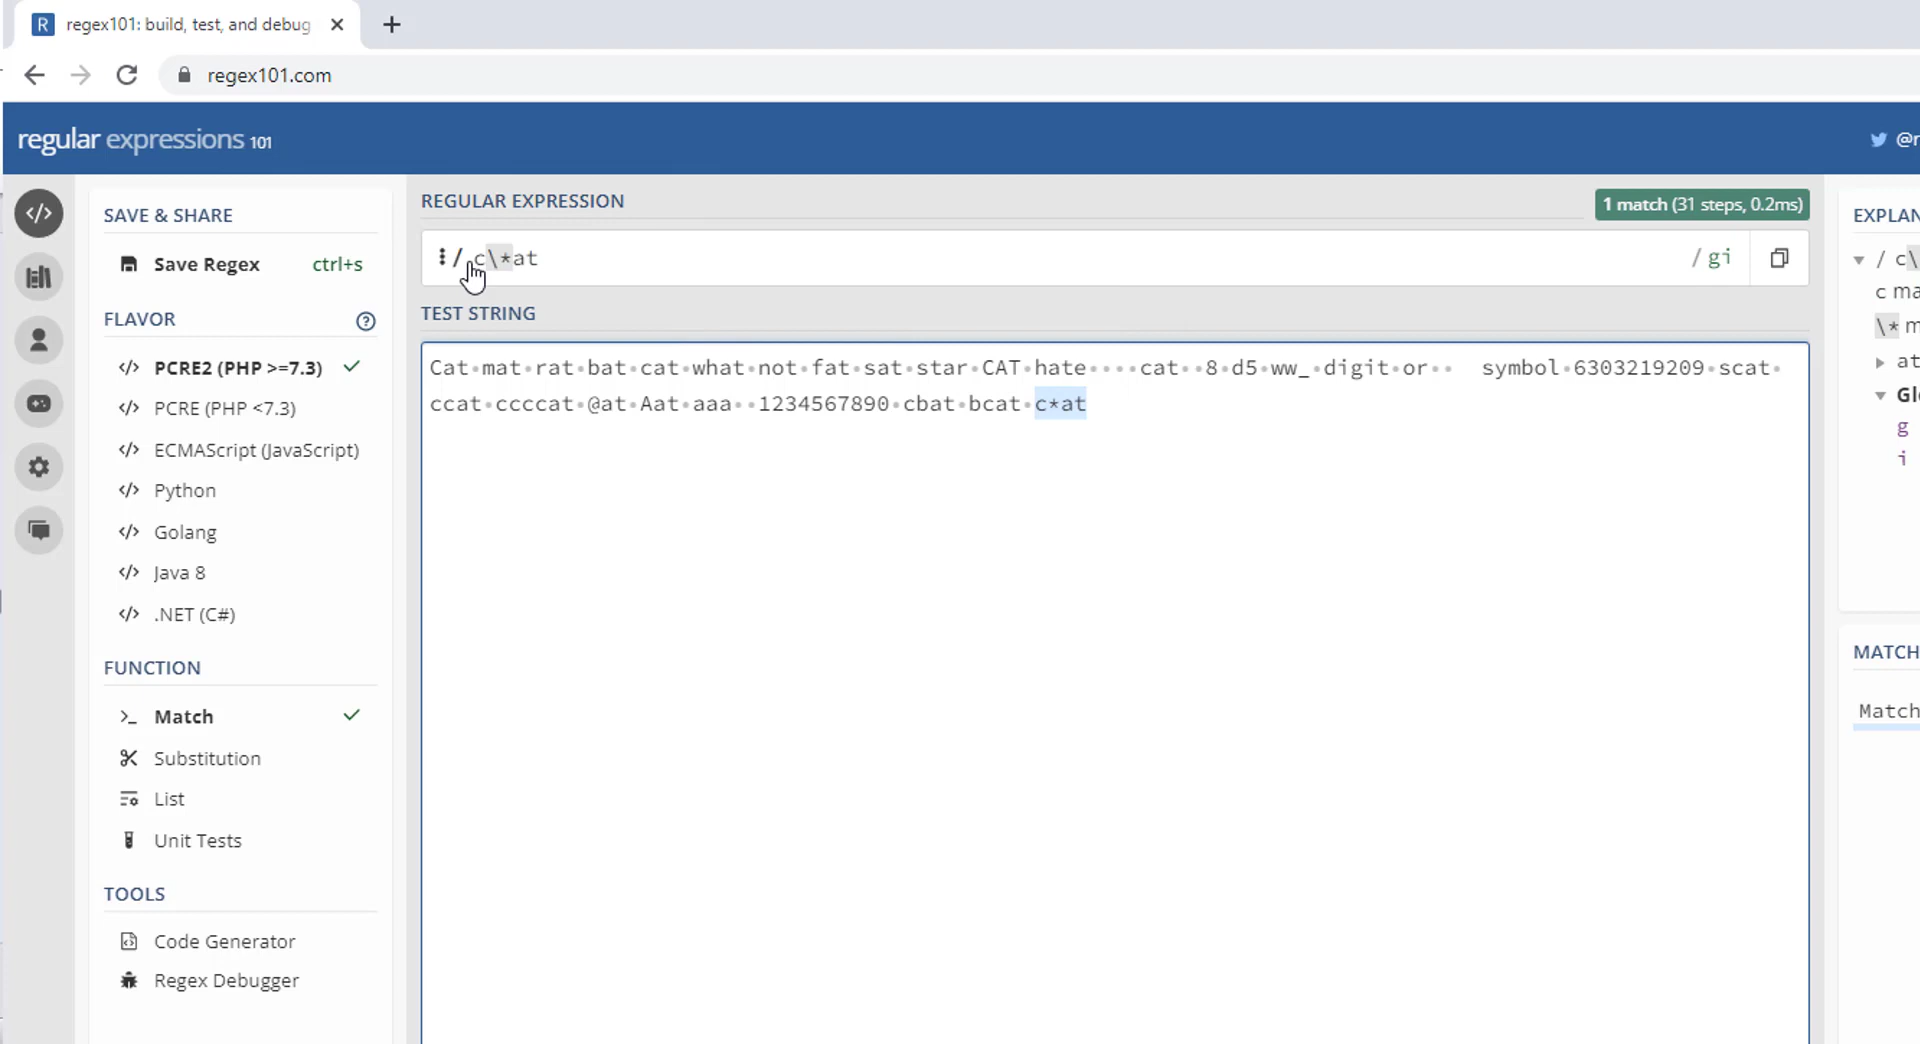 regex101: build, test, and debug
regex101.com
regular expressions 101
@r
SAVE & SHARE
Save Regex ctrl+s
FLAVOR
PCRE2 (PHP >=7.3)
PCRE (PHP <7.3)
ECMAScript (JavaScript)
Python
Golang
Java 8
.NET (C#)
FUNCTION
Match
Substitution
List
Unit Tests
TOOLS
Code Generator
Regex Debugger
REGULAR EXPRESSION
1 match (31 steps, 0.2ms)
/ c\*at / gi
TEST STRING
Cat·mat·rat·bat·cat·what·not·fat·sat·star·CAT·hate····cat··8·d5·ww_·digit·or·· symbol·6303219209·scat·
ccat·ccccat·@at·Aat·aaa··1234567890·cbat·bcat·c*at
EXPLAN
/ c\
c ma
\* m
at
Glo
g
i
MATCH
Match